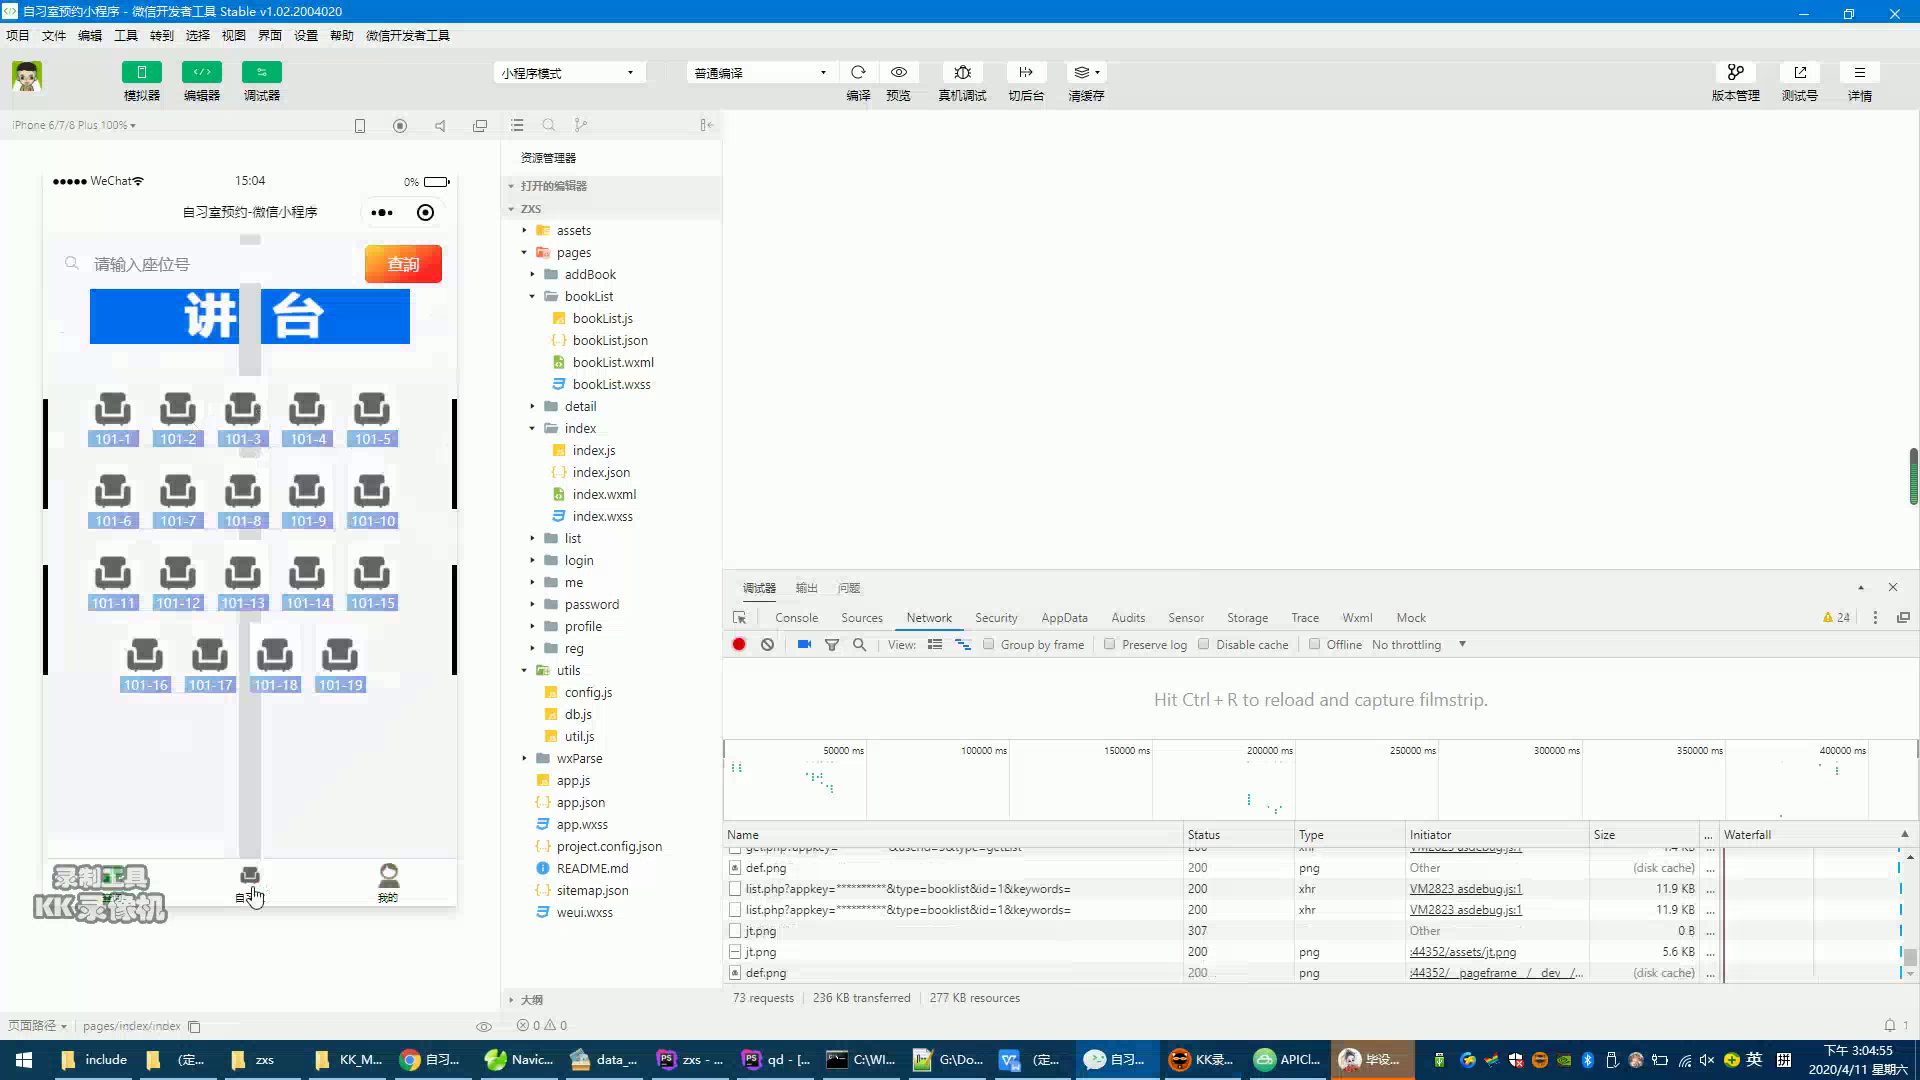 自习室预约小程序 - 微信开发者工具 Stable v1.02.2004020
项目 文件 编辑 工具 转到 选择 视图 界面 设置 帮助 微信开发者工具
模拟器 编辑器 调试器
小程序模式
普通编译
编译 预览 真机调试 切后台 清缓存
版本管理 测试号 详情
iPhone 6/7/8 Plus 100%
WeChat 15:04 0%
自习室预约-微信小程序
请输入座位号 查詢
讲 台
101-1 101-2 101-3 101-4 101-5
101-6 101-7 101-8 101-9 101-10
101-11 101-12 101-13 101-14 101-15
101-16 101-17 101-18 101-19
我的
录制工具
KK录像机
页面路径 pages/index/index
资源管理器
打开的编辑器
ZXS
assets
pages
addBook
bookList
bookList.js
bookList.json
bookList.wxml
bookList.wxss
detail
index
index.js
index.json
index.wxml
index.wxss
list
login
me
password
profile
reg
utils
config.js
db.js
util.js
wxParse
app.js
app.json
app.wxss
project.config.json
README.md
sitemap.json
weui.wxss
大纲
0 0
调试器 输出 问题
Console Sources Network Security AppData Audits Sensor Storage Trace Wxml Mock 24
View: Group by frame Preserve log Disable cache Offline No throttling
Hit Ctrl + R to reload and capture filmstrip.
50000 ms 100000 ms 150000 ms 200000 ms 250000 ms 300000 ms 350000 ms 400000 ms
Name Status Type Initiator Size ... Waterfall
def.png 200 png Other (disk cache) ...
list.php?appkey=**********&type=booklist&id=1&keywords= 200 xhr VM2823 asdebug.js:1 11.9 KB ...
list.php?appkey=**********&type=booklist&id=1&keywords= 200 xhr VM2823 asdebug.js:1 11.9 KB ...
jt.png 307 Other 0 B ...
jt.png 200 png :44352/assets/jt.png 5.6 KB ...
def.png 200 png :44352/__pageframe__/__dev__/... (disk cache) ...
73 requests 236 KB transferred 277 KB resources
1
include (定... zxs KK_M... 自习... Navic... data_... zxs - ... qd - [... C:\WI... G:\Do... (定... 自习... KK录... APICl... 毕设...
英
下午 3:04:55
2020/4/11 星期六